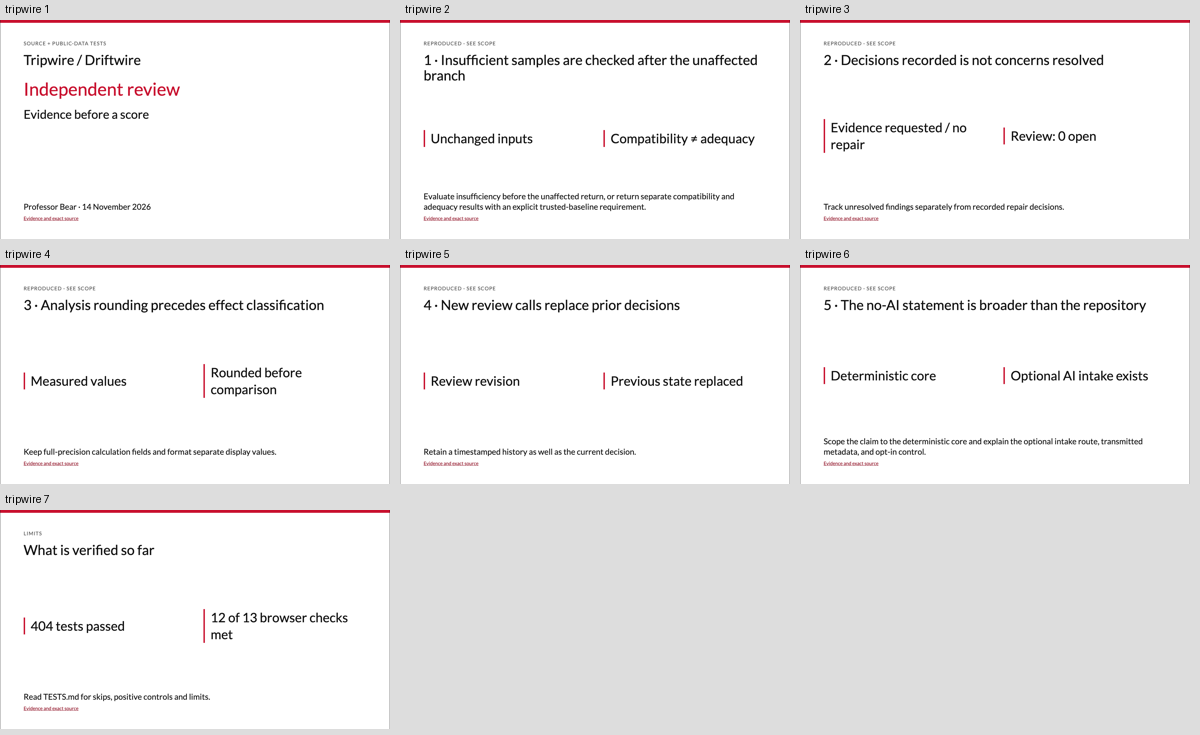 tripwire 1
SOURCE + PUBLIC-DATA TESTS
Tripwire / Driftwire
Independent review
Evidence before a score
Professor Bear · 14 November 2026
Evidence and exact source
tripwire 2
REPRODUCED - SEE SCOPE
1 · Insufficient samples are checked after the unaffected
branch
Unchanged inputs
Compatibility ≠ adequacy
Evaluate insufficiency before the unaffected return, or return separate compatibility and
adequacy results with an explicit trusted-baseline requirement.
Evidence and exact source
tripwire 3
REPRODUCED - SEE SCOPE
2 · Decisions recorded is not concerns resolved
Evidence requested / no
repair
Review: 0 open
Track unresolved findings separately from recorded repair decisions.
Evidence and exact source
tripwire 4
REPRODUCED - SEE SCOPE
3 · Analysis rounding precedes effect classification
Measured values
Rounded before
comparison
Keep full-precision calculation fields and format separate display values.
Evidence and exact source
tripwire 5
REPRODUCED - SEE SCOPE
4 · New review calls replace prior decisions
Review revision
Previous state replaced
Retain a timestamped history as well as the current decision.
Evidence and exact source
tripwire 6
REPRODUCED - SEE SCOPE
5 · The no-AI statement is broader than the repository
Deterministic core
Optional AI intake exists
Scope the claim to the deterministic core and explain the optional intake route, transmitted
metadata, and opt-in control.
Evidence and exact source
tripwire 7
LIMITS
What is verified so far
404 tests passed
12 of 13 browser checks
met
Read TESTS.md for skips, positive controls and limits.
Evidence and exact source